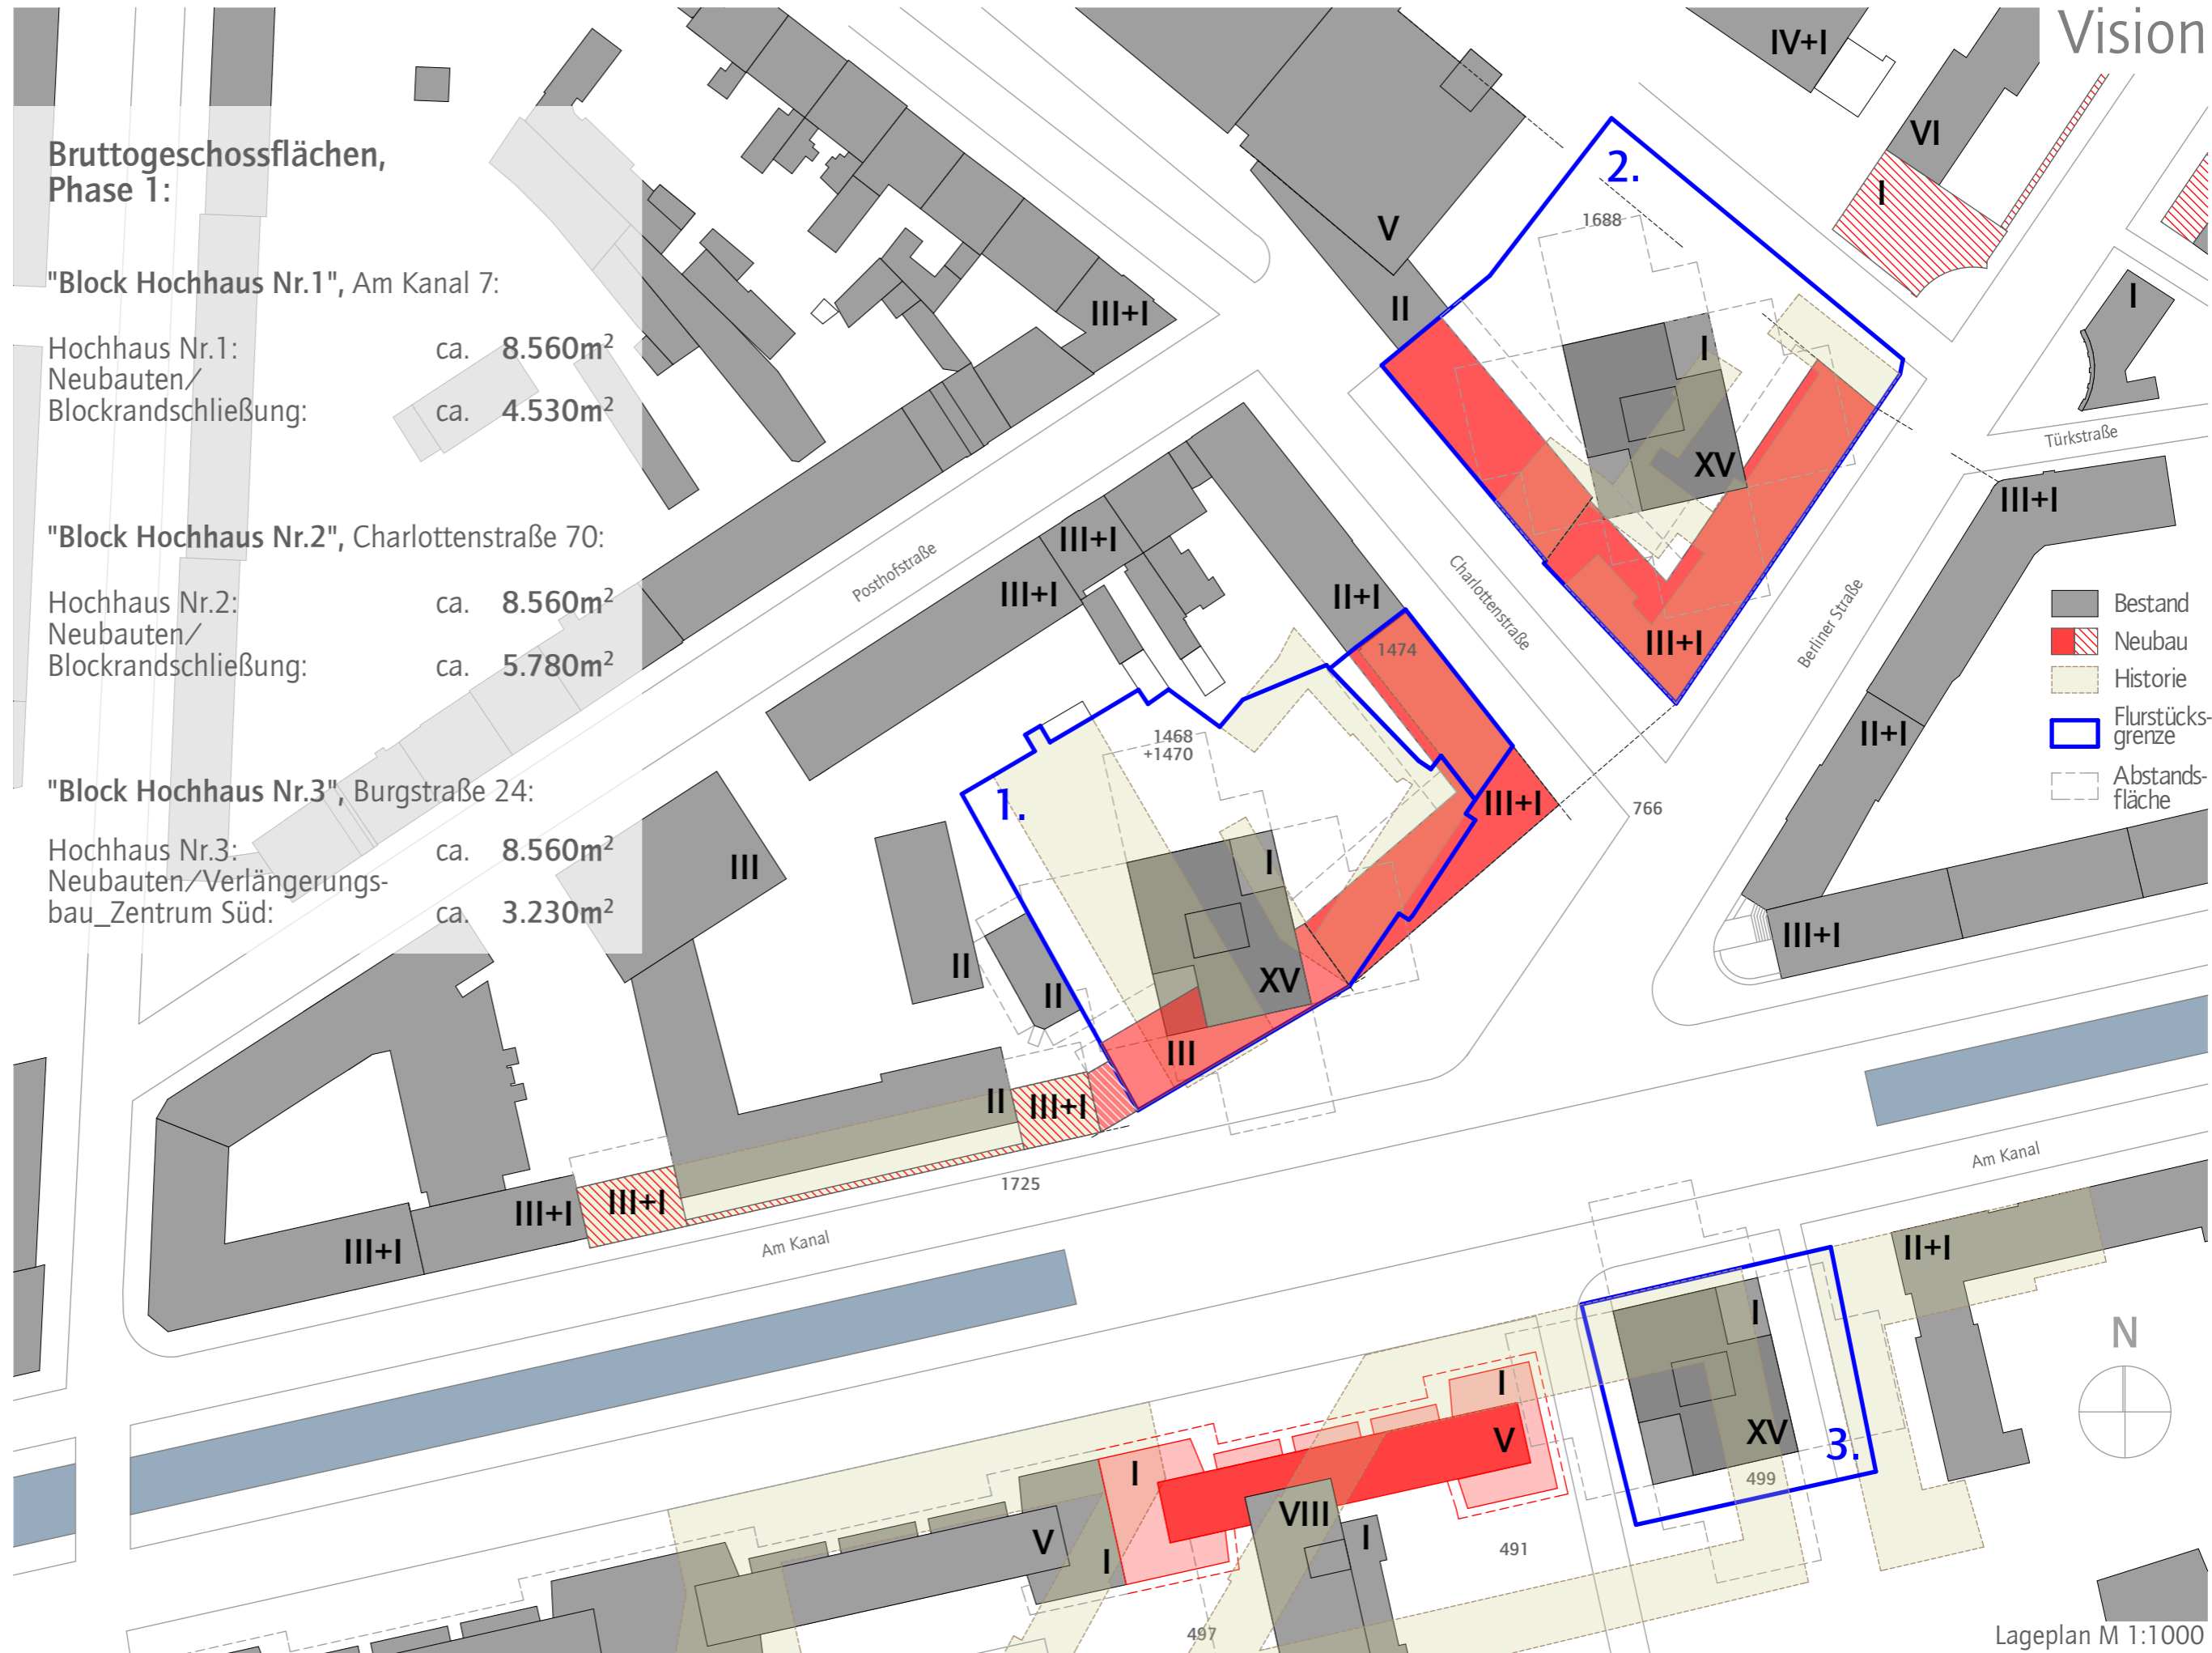 Vision
Bruttogeschossflächen,
Phase 1:
"Block Hochhaus Nr.1", Am Kanal 7:
Hochhaus Nr.1: ca. 8.560m²
Neubauten/
Blockrandschließung: ca. 4.530m²
"Block Hochhaus Nr.2", Charlottenstraße 70:
Hochhaus Nr.2: ca. 8.560m²
Neubauten/
Blockrandschließung: ca. 5.780m²
"Block Hochhaus Nr.3", Burgstraße 24:
Hochhaus Nr.3: ca. 8.560m²
Neubauten/Verlängerungs-
bau_Zentrum Süd: ca. 3.230m²
IV+I
VI
I
2.
1688
V
II
I
III+I
I
XV
Türkstraße
III+I
Posthofstraße
III+I
III+I
II+I
Charlottenstraße
Berliner Straße
III+I
1474
Bestand
Neubau
Historie
Flurstücks-
grenze
Abstands-
fläche
II+I
1468
+1470
1.
III+I
766
III
I
II
II
XV
III+I
III
II
III+I
1725
III+I
III+I
III+I
Am Kanal
Am Kanal
II+I
I
XV
3.
499
N
I
V
I
VIII
I
V
I
491
497
Lageplan M 1:1000